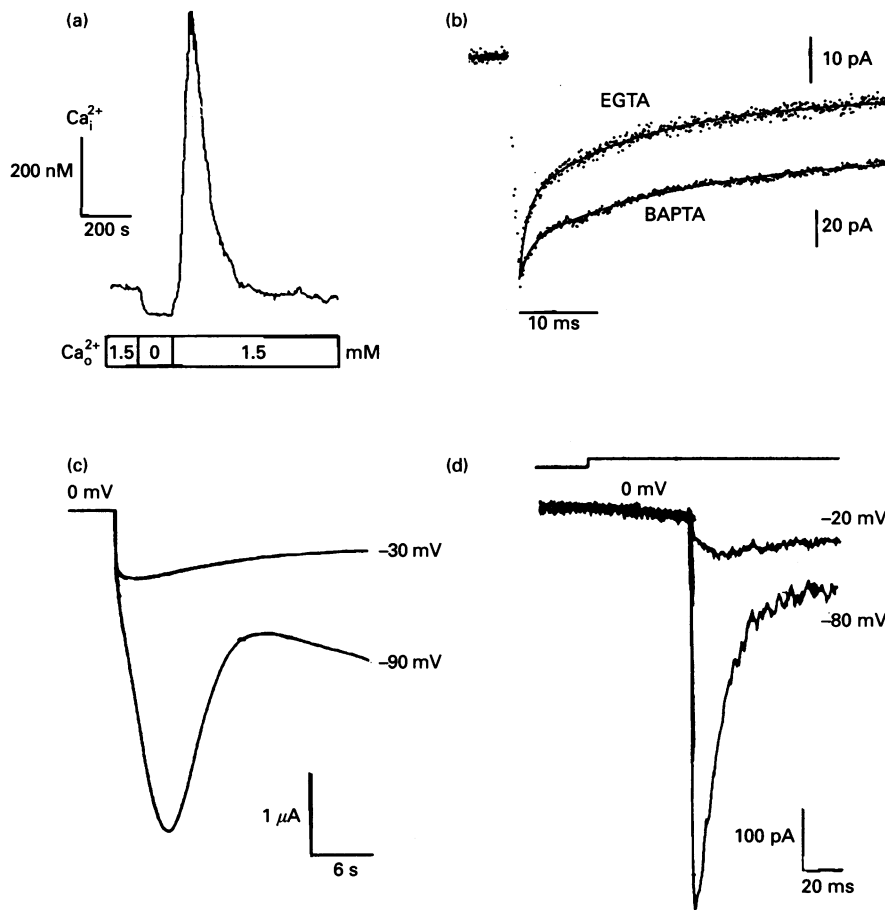 (a)
Ca²⁺ᵢ
200 nM
200 s
Ca²⁺ₒ 1.5 0 1.5 mM
(b)
10 pA
EGTA
BAPTA
20 pA
10 ms
(c)
0 mV
–30 mV
–90 mV
1 μA
6 s
(d)
0 mV
–20 mV
–80 mV
100 pA
20 ms